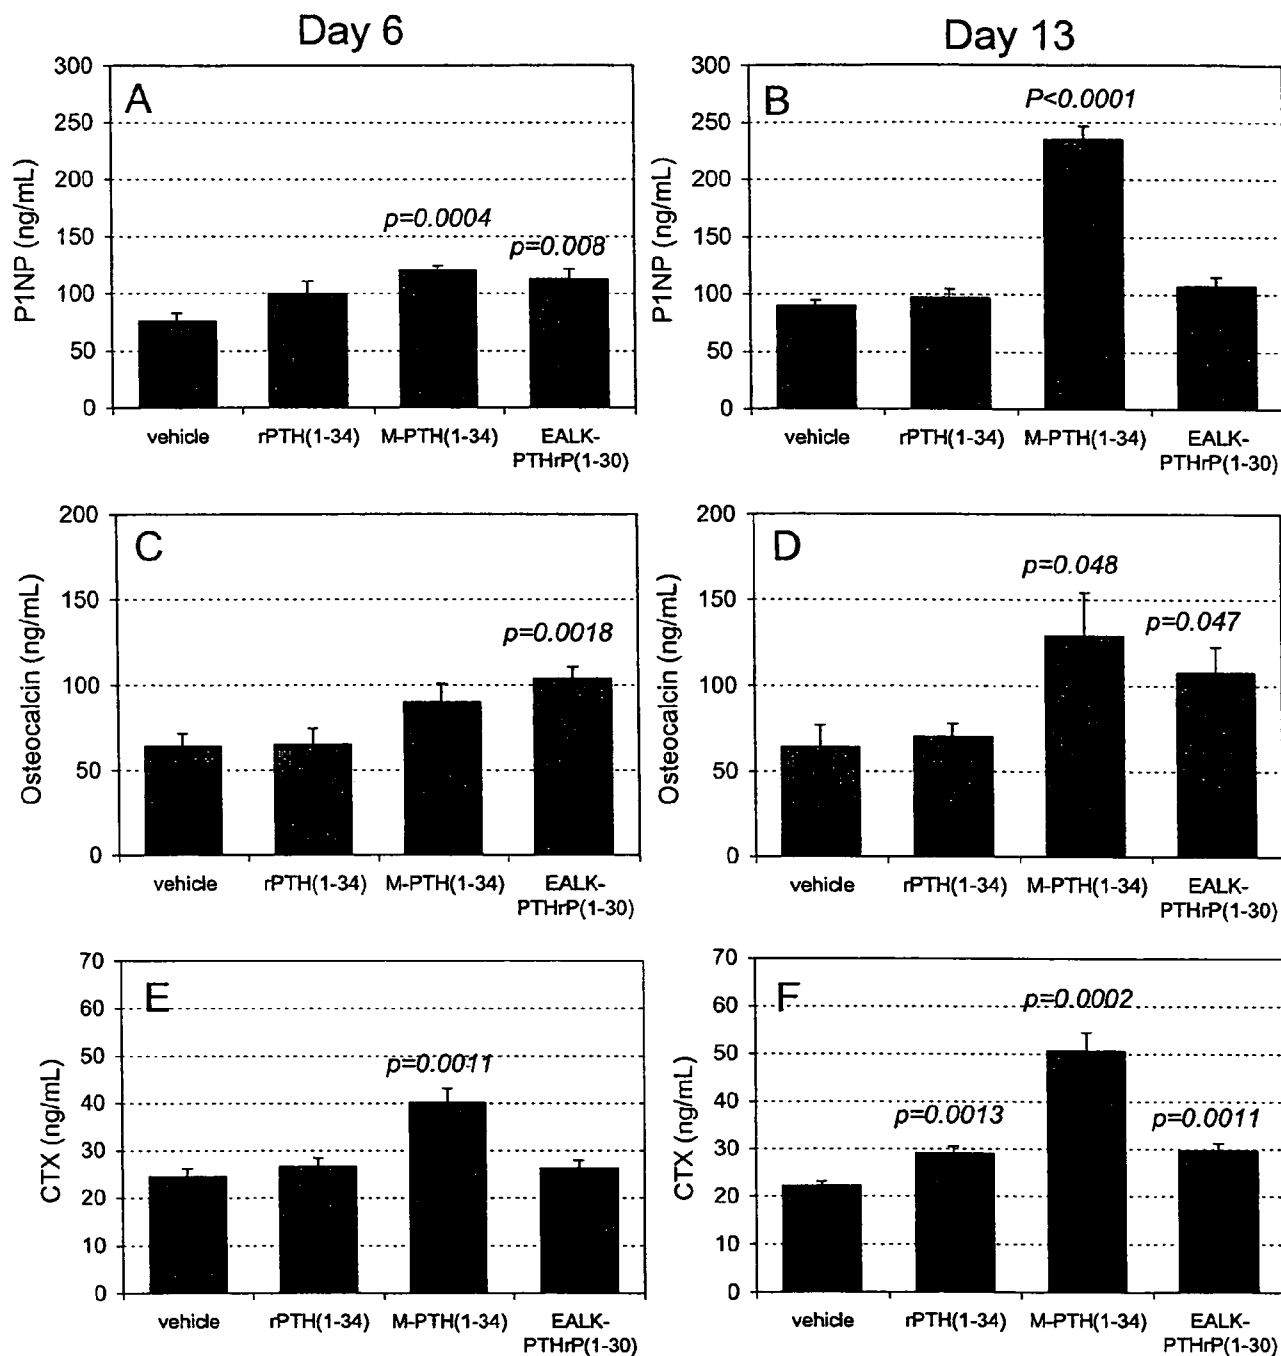 Day 6
Day 13
A
P1NP (ng/mL)
300
250
200
150
100
50
0
p=0.0004
p=0.008
vehicle
rPTH(1-34)
M-PTH(1-34)
EALK-
PTHrP(1-30)
B
P1NP (ng/mL)
300
250
200
150
100
50
0
P<0.0001
vehicle
rPTH(1-34)
M-PTH(1-34)
EALK-
PTHrP(1-30)
C
Osteocalcin (ng/mL)
200
150
100
50
0
p=0.0018
vehicle
rPTH(1-34)
M-PTH(1-34)
EALK-
PTHrP(1-30)
D
Osteocalcin (ng/mL)
200
150
100
50
0
p=0.048
p=0.047
vehicle
rPTH(1-34)
M-PTH(1-34)
EALK-
PTHrP(1-30)
E
CTX (ng/mL)
70
60
50
40
30
20
10
0
p=0.0011
vehicle
rPTH(1-34)
M-PTH(1-34)
EALK-
PTHrP(1-30)
F
CTX (ng/mL)
70
60
50
40
30
20
10
0
p=0.0013
p=0.0002
p=0.0011
vehicle
rPTH(1-34)
M-PTH(1-34)
EALK-
PTHrP(1-30)